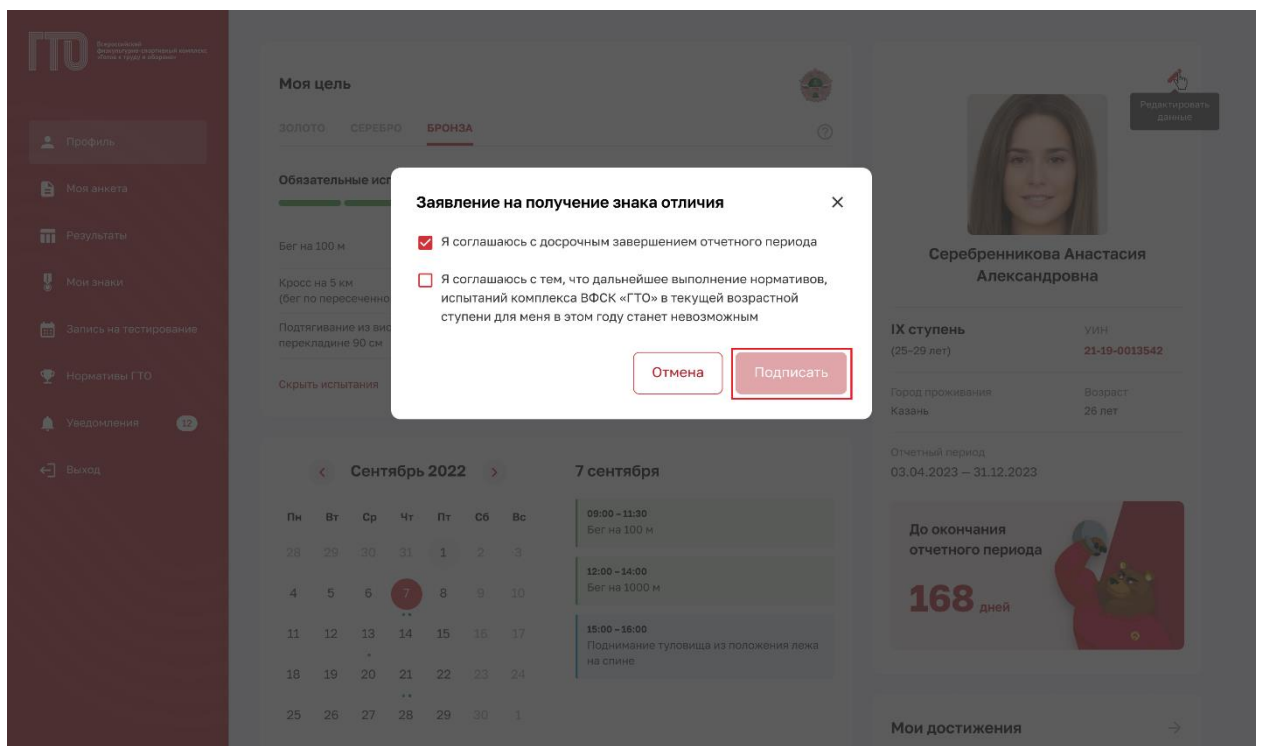 ГТО
Всероссийский
физкультурно-спортивный комплекс
«Готов к труду и обороне»
Профиль
Моя анкета
Результаты
Мои знаки
Запись на тестирование
Нормативы ГТО
Уведомления 12
Выход
Моя цель
ЗОЛОТО СЕРЕБРО БРОНЗА
Обязательные исп
Бег на 100 м
Кросс на 5 км
(бег по пересеченно
Подтягивание из вис
перекладине 90 см
Скрыть испытания
Заявление на получение знака отличия
Я соглашаюсь с досрочным завершением отчетного периода
Я соглашаюсь с тем, что дальнейшее выполнение нормативов,
испытаний комплекса ВФСК «ГТО» в текущей возрастной
ступени для меня в этом году станет невозможным
Отмена Подписать
Сентябрь 2022
Пн Вт Ср Чт Пт Сб Вс
28 29 30 31 1 2 3
4 5 6 7 8 9 10
11 12 13 14 15 16 17
18 19 20 21 22 23 24
25 26 27 28 29 30 1
7 сентября
09:00 – 11:30
Бег на 100 м
12:00 – 14:00
Бег на 1000 м
15:00 – 16:00
Поднимание туловища из положения лежа
на спине
Редактировать
данные
Серебренникова Анастасия
Александровна
IX ступень УИН
(25–29 лет) 21-19-0013542
Город проживания Возраст
Казань 26 лет
Отчетный период
03.04.2023 — 31.12.2023
До окончания
отчетного периода
168 дней
Мои достижения